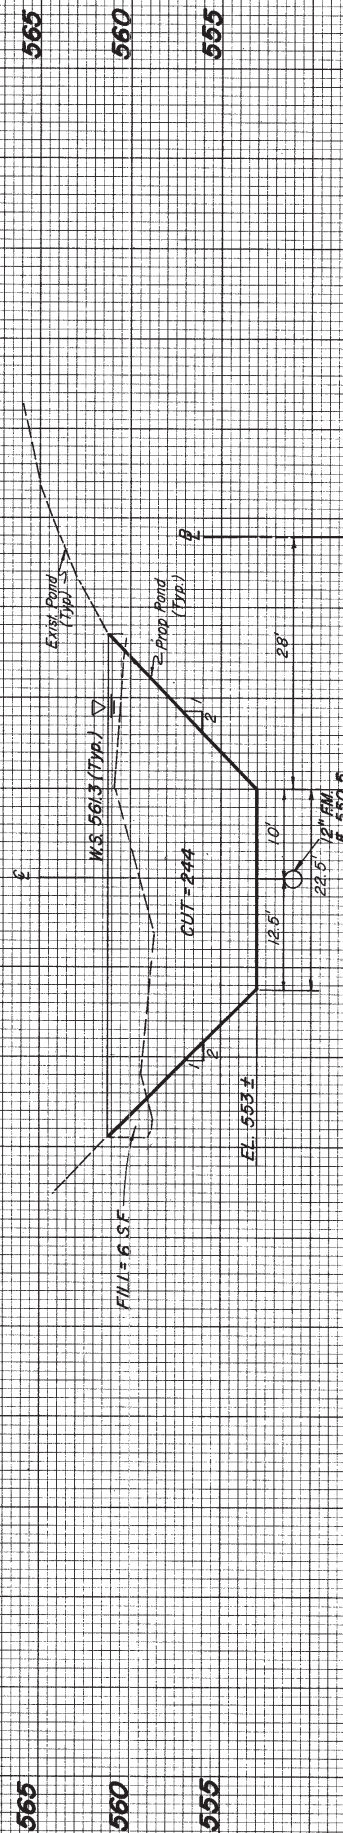 565
560
555
Exist. Pond
(Typ.)
B
W.S. 561.3 (Typ.)
Prop. Pond
(Typ.)
1
2
28'
CUT = 244
10'
12.5'
22.5'
12" F.M.
1
2
EL. 553±
FILL = 6 S.F.
565
560
555